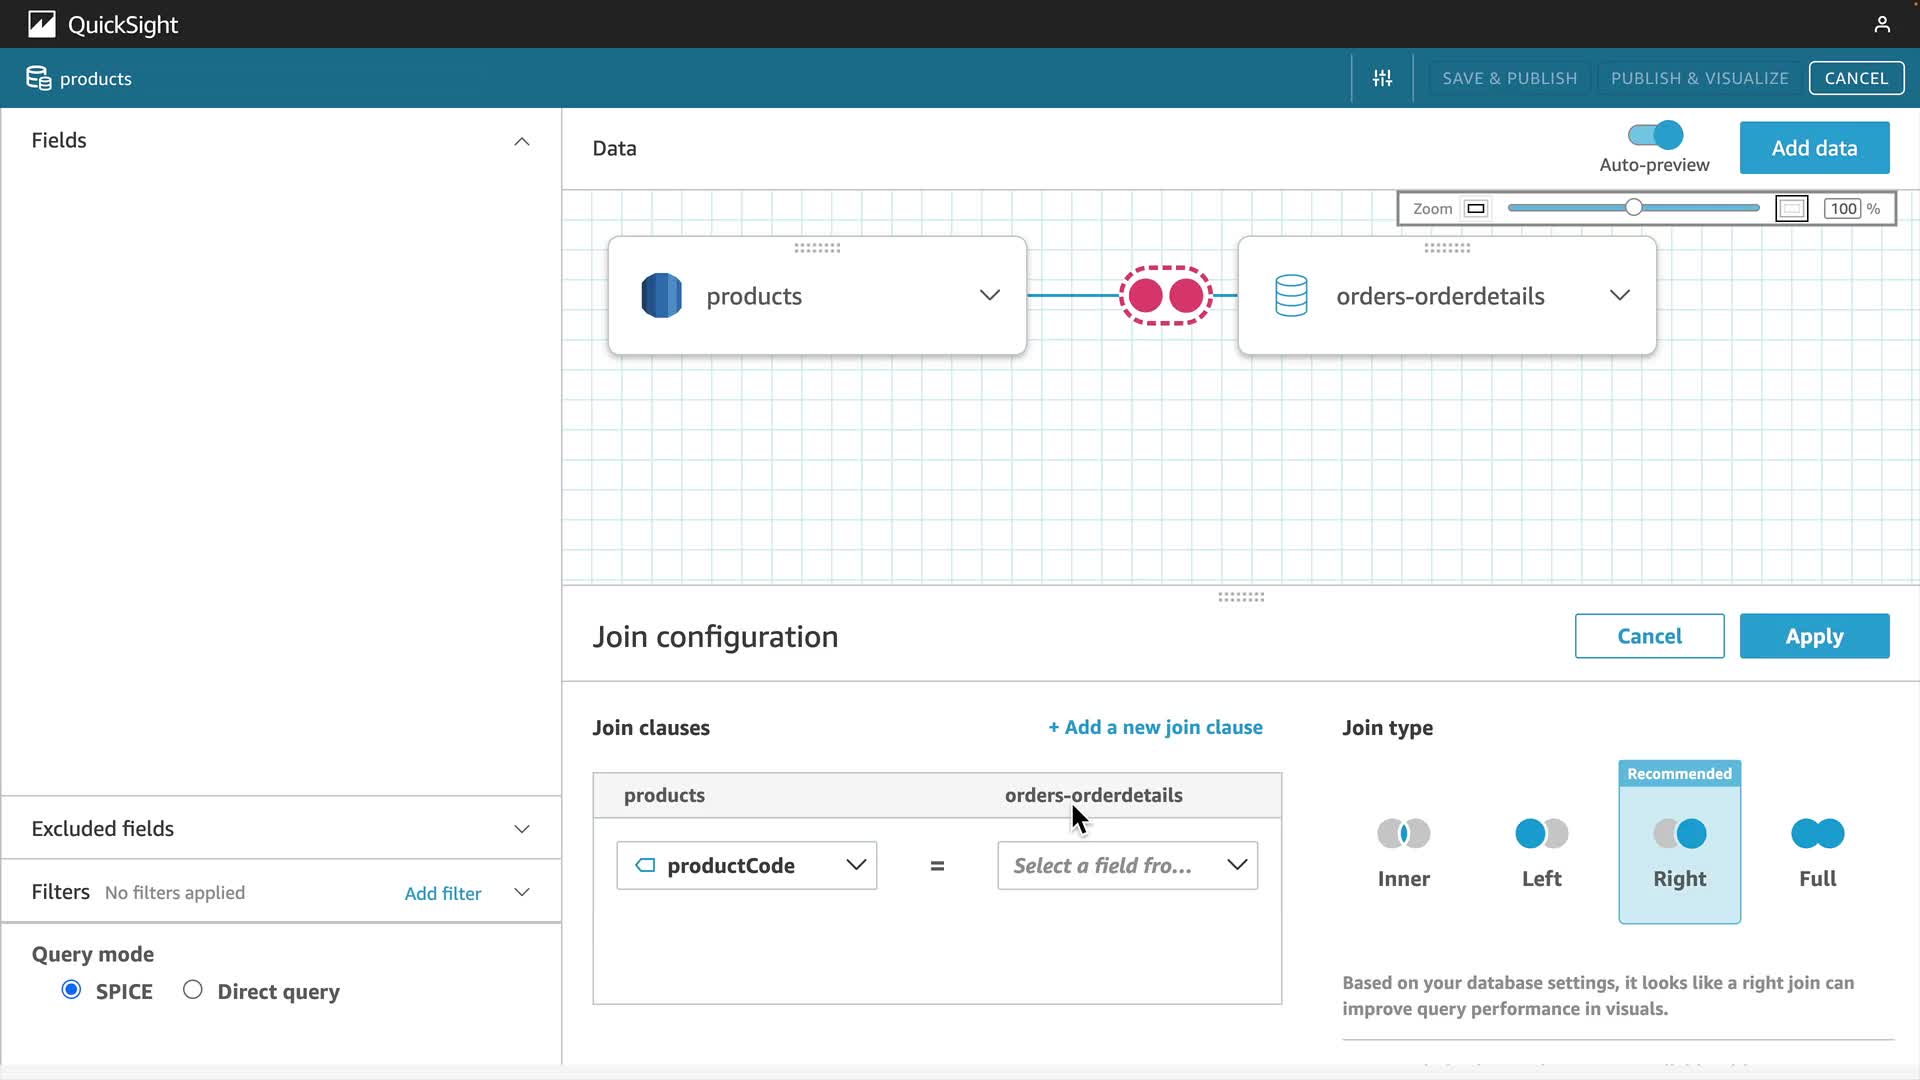 QuickSight
products
SAVE & PUBLISH
PUBLISH & VISUALIZE
CANCEL
Fields
Data
Auto-preview
Add data
Zoom
100 %
products
orders-orderdetails
Join configuration
Cancel
Apply
Join clauses
+ Add a new join clause
Join type
products
orders-orderdetails
productCode
=
Select a field fro...
Recommended
Inner
Left
Right
Full
Based on your database settings, it looks like a right join can
improve query performance in visuals.
Excluded fields
Filters No filters applied
Add filter
Query mode
SPICE
Direct query